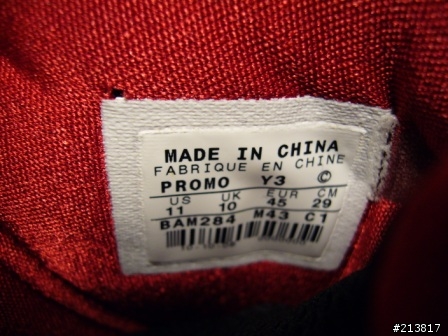 MADE IN CHINA
FABRIQUE EN CHINE
PROMO Y3 ©
US UK EUR CM
11 10 45 29
BAM284 M43 C1
#213817